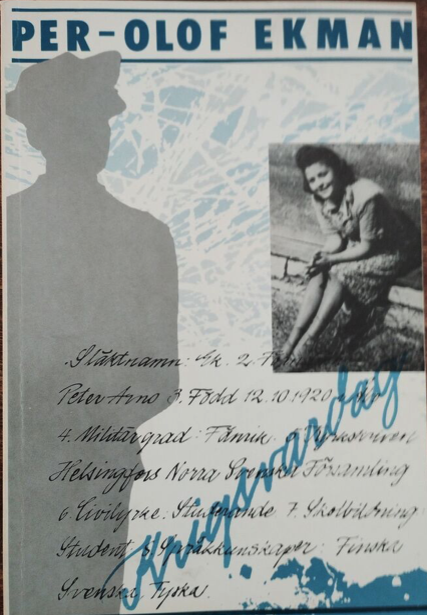 PER-OLOF EKMAN
Släktnamn: Ek. 2.
Peter Arno 3. Född 12.10.1920
4. Militärgrad: Fänrik. 5. Kyrkskriven
Helsingfors Norra Svenska Församling
6. Civilyrke: Studerande 7. Skolbildning
Student 8. Språkkunskaper: Finska
Svenska Tyska.
Krigsvardag